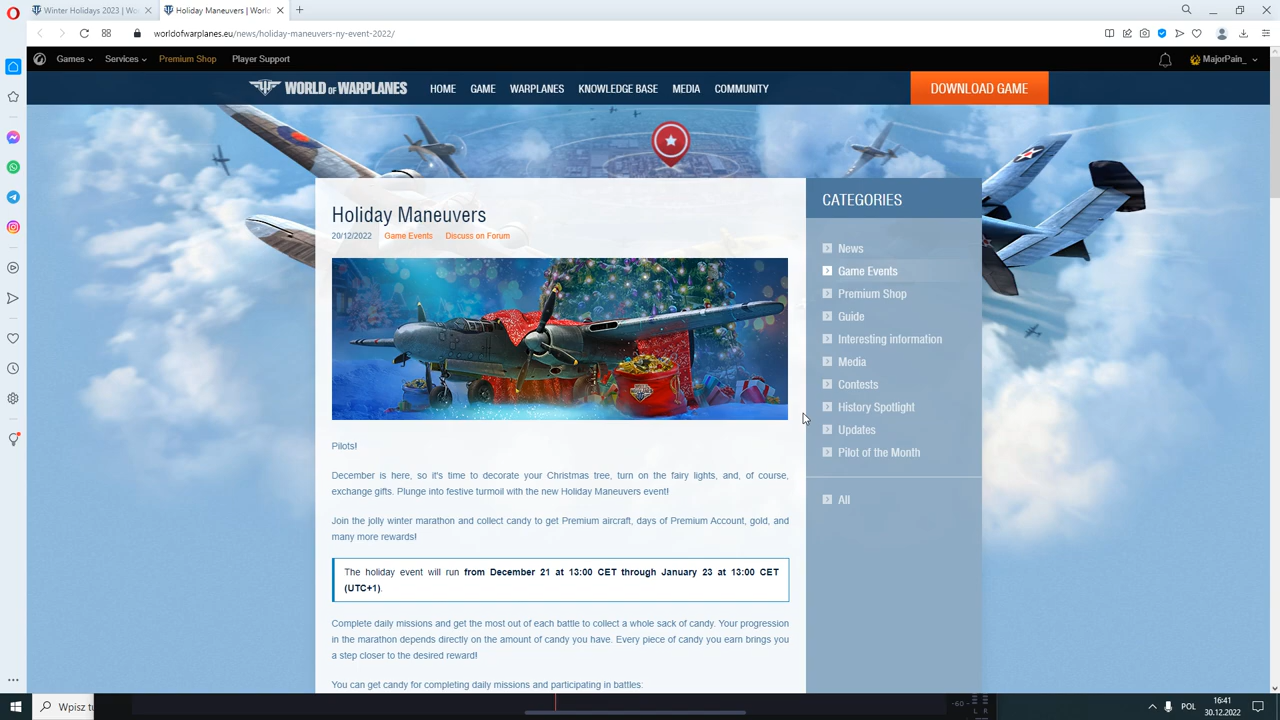 Winter Holidays 2023 | Wo
Holiday Maneuvers | World
worldofwarplanes.eu/news/holiday-maneuvers-ny-event-2022/
Games
Services
Premium Shop
Player Support
MajorPain_
WORLD OF WARPLANES
HOME
GAME
WARPLANES
KNOWLEDGE BASE
MEDIA
COMMUNITY
DOWNLOAD GAME
Holiday Maneuvers
20/12/2022
Game Events
Discuss on Forum
Pilots!
December is here, so it's time to decorate your Christmas tree, turn on the fairy lights, and, of course,
exchange gifts. Plunge into festive turmoil with the new Holiday Maneuvers event!
Join the jolly winter marathon and collect candy to get Premium aircraft, days of Premium Account, gold, and
many more rewards!
The holiday event will run from December 21 at 13:00 CET through January 23 at 13:00 CET
(UTC+1).
Complete daily missions and get the most out of each battle to collect a whole sack of candy. Your progression
in the marathon depends directly on the amount of candy you have. Every piece of candy you earn brings you
a step closer to the desired reward!
You can get candy for completing daily missions and participating in battles:
CATEGORIES
News
Game Events
Premium Shop
Guide
Interesting information
Media
Contests
History Spotlight
Updates
Pilot of the Month
All
Wpisz tu
-60-
L R
POL
16:41
30.12.2022